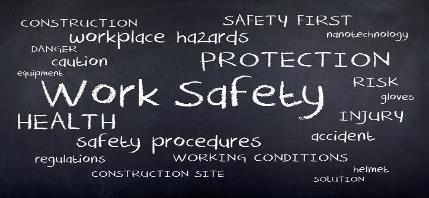 CONSTRUCTION
SAFETY FIRST
workplace hazards
nanotechnology
DANGER
caution
PROTECTION
equipment
RISK
Work Safety
gloves
HEALTH
INJURY
safety procedures
accident
regulations
WORKING CONDITIONS
CONSTRUCTION SITE
helmet
SOLUTION